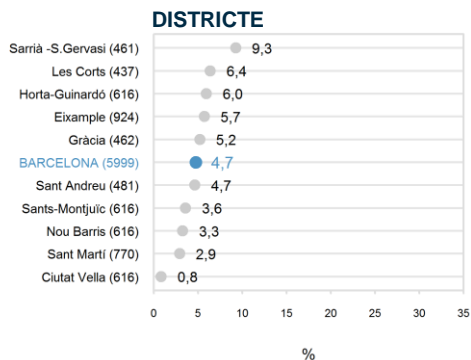 DISTRICTE
Sarrià -S.Gervasi (461) 9,3
Les Corts (437) 6,4
Horta-Guinardó (616) 6,0
Eixample (924) 5,7
Gràcia (462) 5,2
BARCELONA (5999) 4,7
Sant Andreu (481) 4,7
Sants-Montjuïc (616) 3,6
Nou Barris (616) 3,3
Sant Martí (770) 2,9
Ciutat Vella (616) 0,8
0 5 10 15 20 25 30 35
%